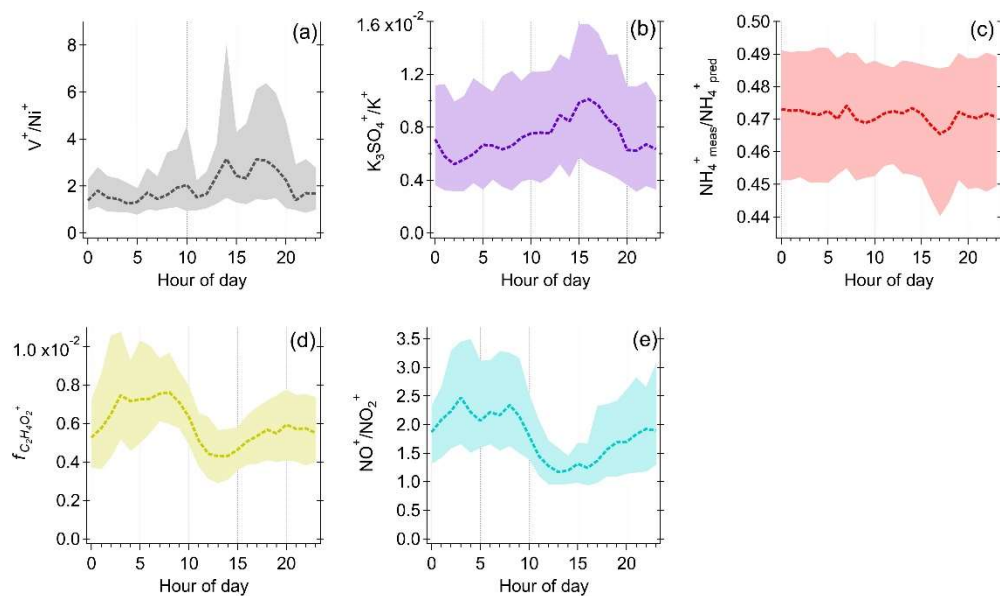 (a)
8
6
4
2
0
V⁺/Ni⁺
0 5 10 15 20
Hour of day
(b)
1.6×10⁻²
1.2
0.8
0.4
0.0
K₃SO₄⁺/K⁺
0 5 10 15 20
Hour of day
(c)
0.50
0.49
0.48
0.47
0.46
0.45
0.44
NH₄⁺ meas/NH₄⁺ pred
0 5 10 15 20
Hour of day
(d)
1.0×10⁻²
0.8
0.6
0.4
0.2
0.0
f C₂H₄O₂⁺
0 5 10 15 20
Hour of day
(e)
3.5
3.0
2.5
2.0
1.5
1.0
0.5
0.0
NO⁺/NO₂⁺
0 5 10 15 20
Hour of day